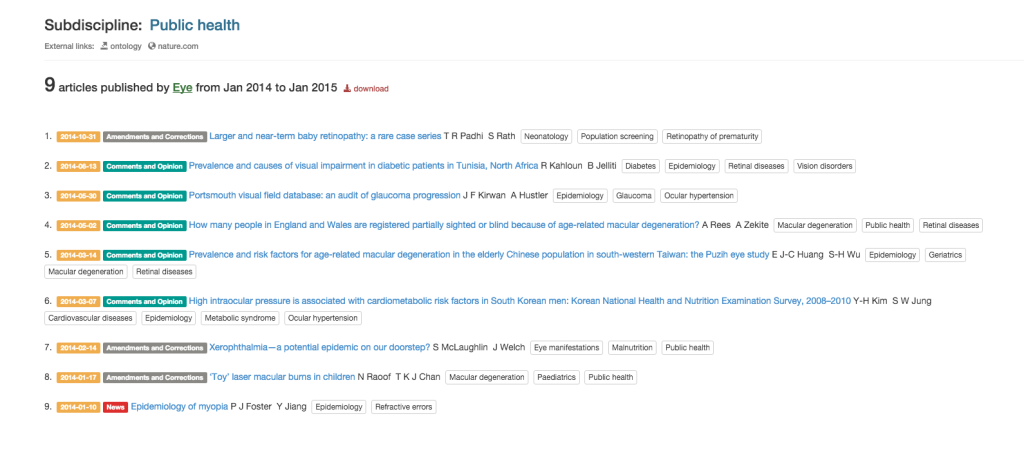 Subdiscipline: Public health
External links: ontology nature.com
9 articles published by Eye from Jan 2014 to Jan 2015 download
1. 2014-10-31 Amendments and Corrections Larger and near-term baby retinopathy: a rare case series T R Padhi S Rath Neonatology Population screening Retinopathy of prematurity
2. 2014-06-13 Comments and Opinion Prevalence and causes of visual impairment in diabetic patients in Tunisia, North Africa R Kahloun B Jelliti Diabetes Epidemiology Retinal diseases Vision disorders
3. 2014-05-30 Comments and Opinion Portsmouth visual field database: an audit of glaucoma progression J F Kirwan A Hustler Epidemiology Glaucoma Ocular hypertension
4. 2014-05-02 Comments and Opinion How many people in England and Wales are registered partially sighted or blind because of age-related macular degeneration? A Rees A Zekite Macular degeneration Public health Retinal diseases
5. 2014-03-14 Comments and Opinion Prevalence and risk factors for age-related macular degeneration in the elderly Chinese population in south-western Taiwan: the Puzih eye study E J-C Huang S-H Wu Epidemiology Geriatrics
Macular degeneration Retinal diseases
6. 2014-03-07 Comments and Opinion High intraocular pressure is associated with cardiometabolic risk factors in South Korean men: Korean National Health and Nutrition Examination Survey, 2008–2010 Y-H Kim S W Jung
Cardiovascular diseases Epidemiology Metabolic syndrome Ocular hypertension
7. 2014-02-14 Amendments and Corrections Xerophthalmia—a potential epidemic on our doorstep? S McLaughlin J Welch Eye manifestations Malnutrition Public health
8. 2014-01-17 Amendments and Corrections 'Toy' laser macular burns in children N Raoof T K J Chan Macular degeneration Paediatrics Public health
9. 2014-01-10 News Epidemiology of myopia P J Foster Y Jiang Epidemiology Refractive errors